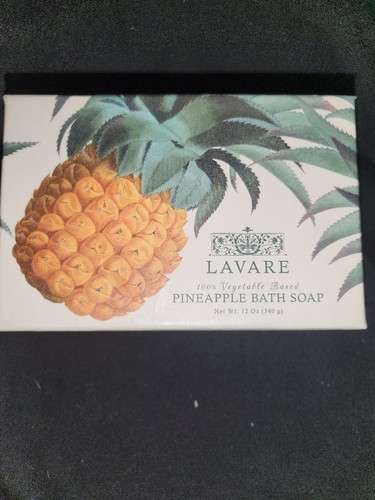 LAVARE
100% Vegetable Based
PINEAPPLE BATH SOAP
Net Wt. 12 Oz (340 g)